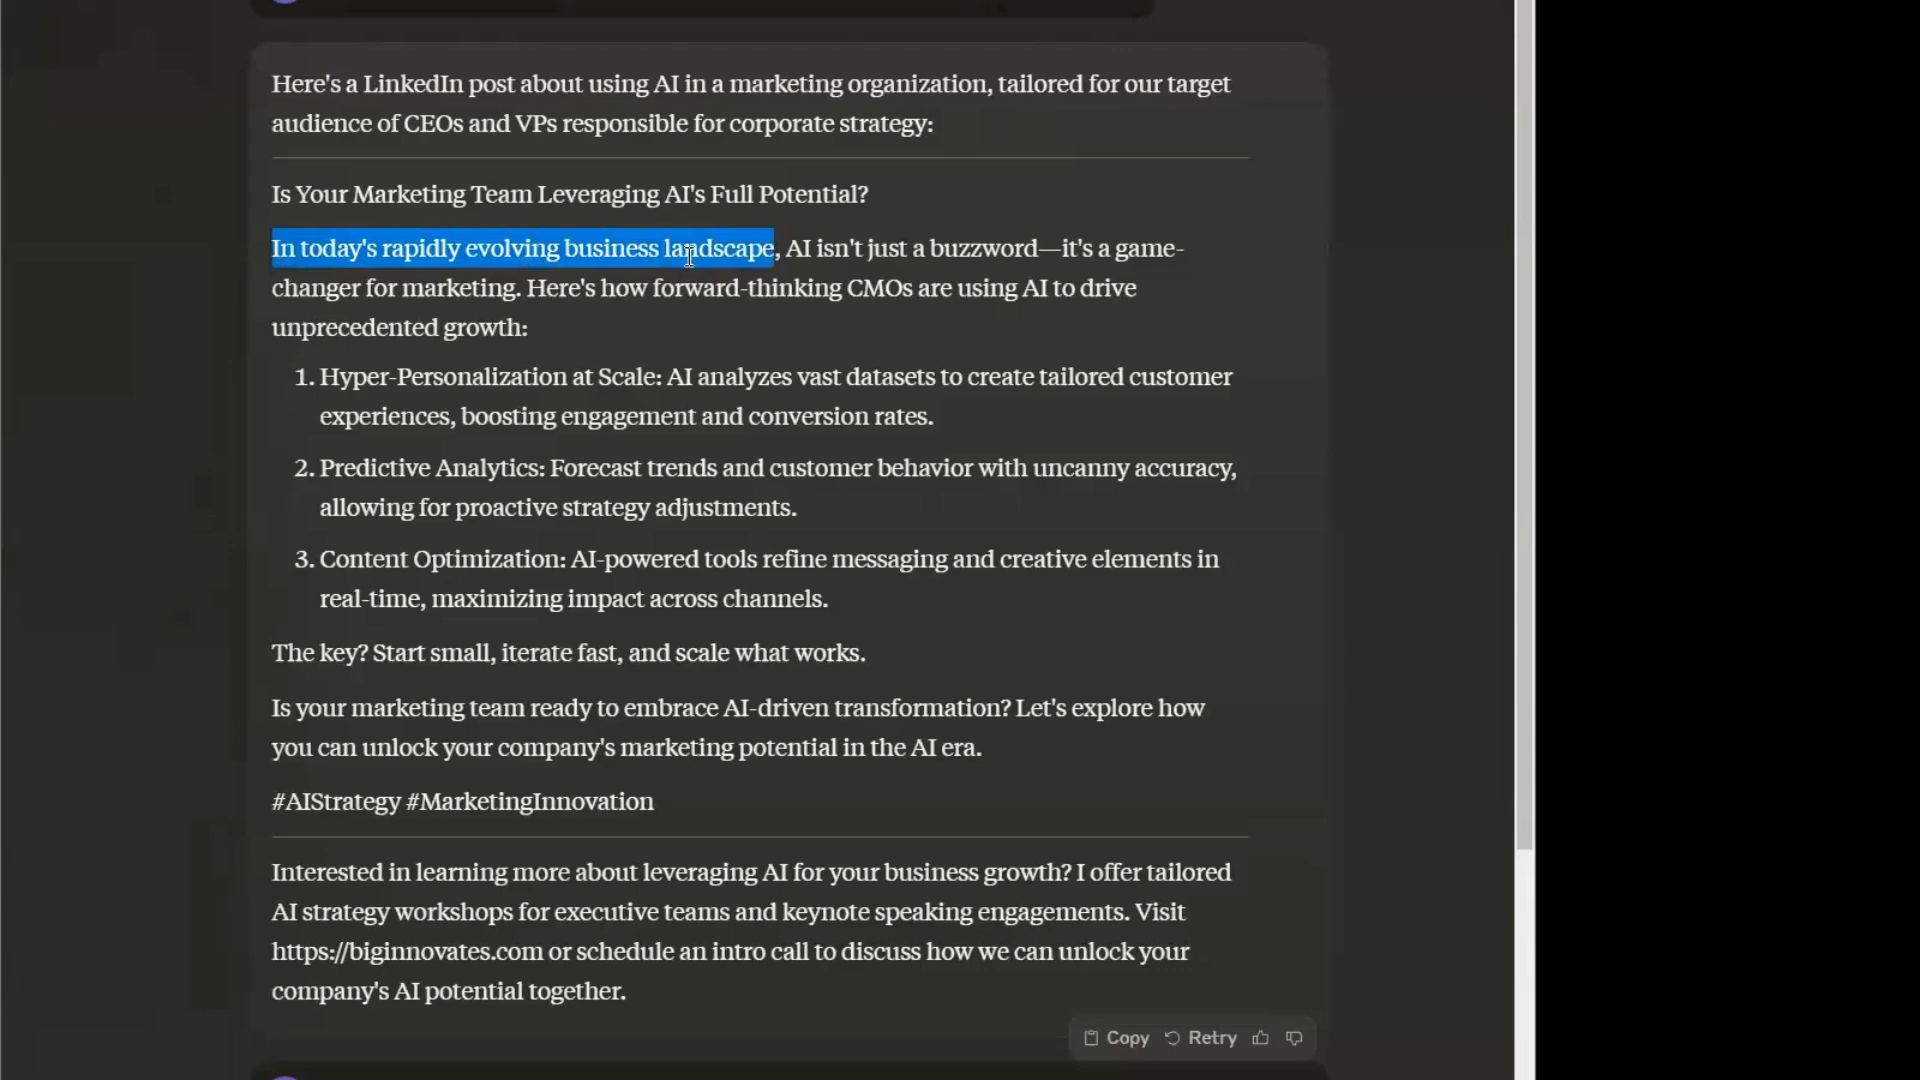 Here's a LinkedIn post about using AI in a marketing organization, tailored for our target
audience of CEOs and VPs responsible for corporate strategy:
Is Your Marketing Team Leveraging AI's Full Potential?
In today's rapidly evolving business landscape, AI isn't just a buzzword—it's a game-
changer for marketing. Here's how forward-thinking CMOs are using AI to drive
unprecedented growth:
1. Hyper-Personalization at Scale: AI analyzes vast datasets to create tailored customer
experiences, boosting engagement and conversion rates.
2. Predictive Analytics: Forecast trends and customer behavior with uncanny accuracy,
allowing for proactive strategy adjustments.
3. Content Optimization: AI-powered tools refine messaging and creative elements in
real-time, maximizing impact across channels.
The key? Start small, iterate fast, and scale what works.
Is your marketing team ready to embrace AI-driven transformation? Let's explore how
you can unlock your company's marketing potential in the AI era.
#AIStrategy #MarketingInnovation
Interested in learning more about leveraging AI for your business growth? I offer tailored
AI strategy workshops for executive teams and keynote speaking engagements. Visit
https://biginnovates.com or schedule an intro call to discuss how we can unlock your
company's AI potential together.
Copy Retry